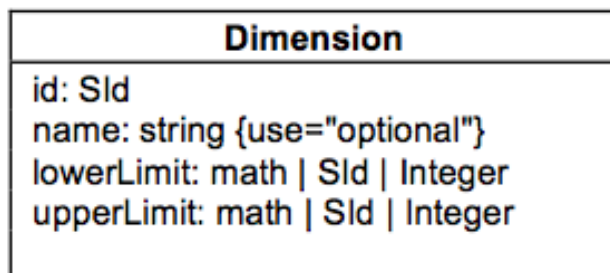 Dimension
id: SId
name: string {use="optional"}
lowerLimit: math | SId | Integer
upperLimit: math | SId | Integer